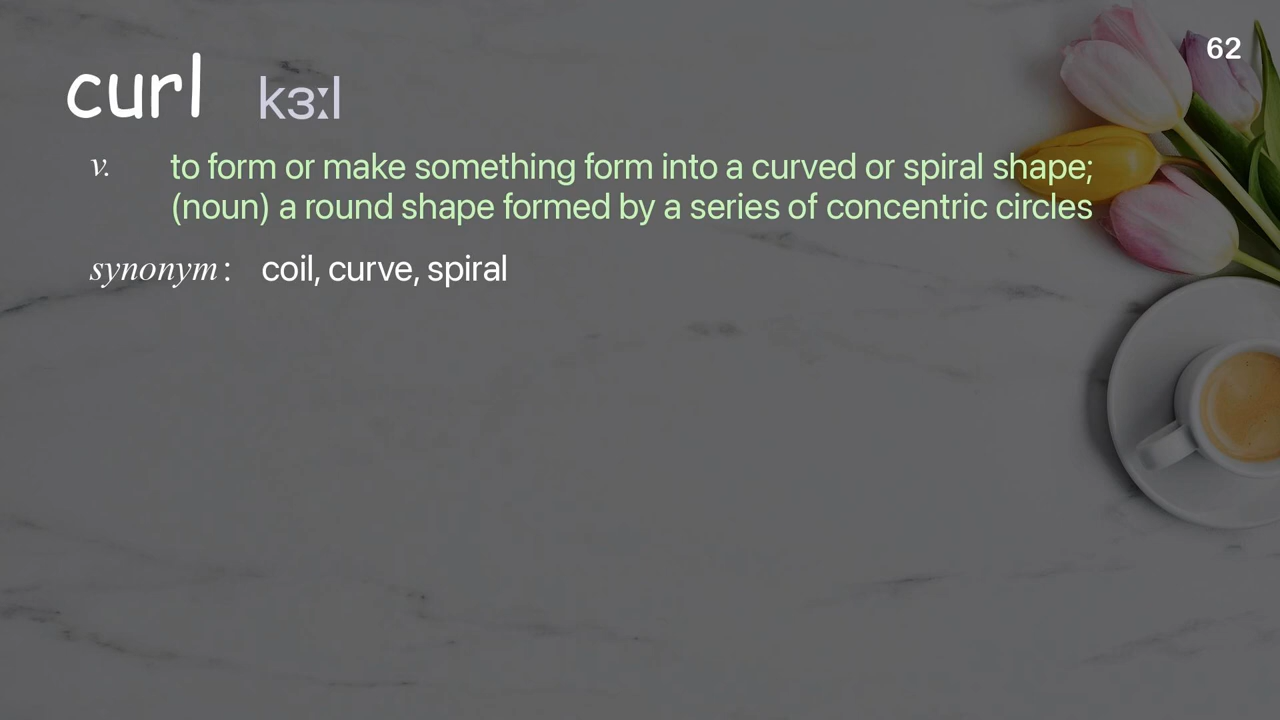 62
curl kɜːl
v. to form or make something form into a curved or spiral shape;
(noun) a round shape formed by a series of concentric circles
synonym : coil, curve, spiral